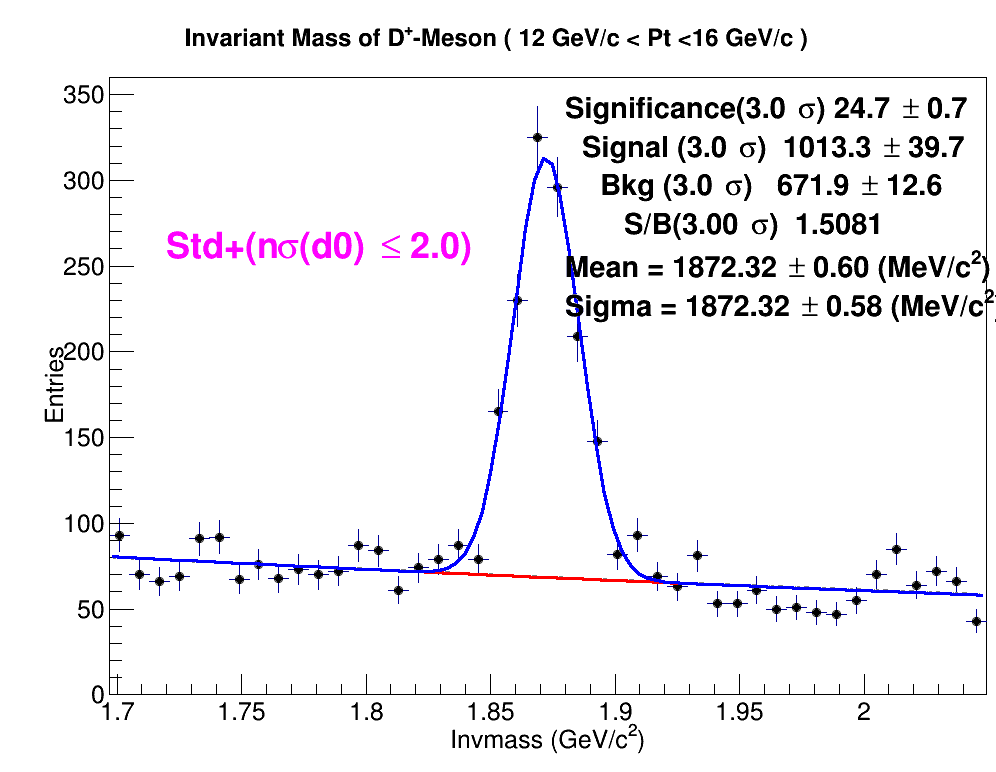 Invariant Mass of D⁺-Meson ( 12 GeV/c < Pt <16 GeV/c )
Significance(3.0 σ) 24.7 ± 0.7
Signal (3.0 σ) 1013.3 ± 39.7
Bkg (3.0 σ) 671.9 ± 12.6
S/B(3.00 σ) 1.5081
Mean = 1872.32 ± 0.60 (MeV/c²)
Sigma = 1872.32 ± 0.58 (MeV/c²)
Std+(nσ(d0) ≤ 2.0)
Entries
350
300
250
200
150
100
50
0
1.7 1.75 1.8 1.85 1.9 1.95 2
Invmass (GeV/c²)